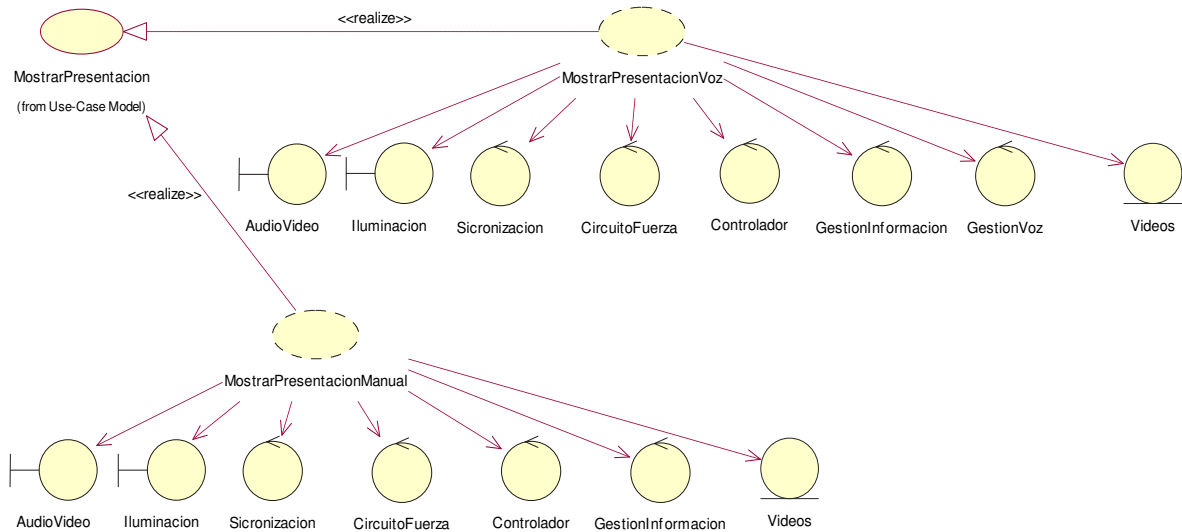 <<realize>>
MostrarPresentacion
(from Use-Case Model)
MostrarPresentacionVoz
<<realize>>
AudioVideo
Iluminacion
Sicronizacion
CircuitoFuerza
Controlador
GestionInformacion
GestionVoz
Videos
MostrarPresentacionManual
AudioVideo
Iluminacion
Sicronizacion
CircuitoFuerza
Controlador
GestionInformacion
Videos